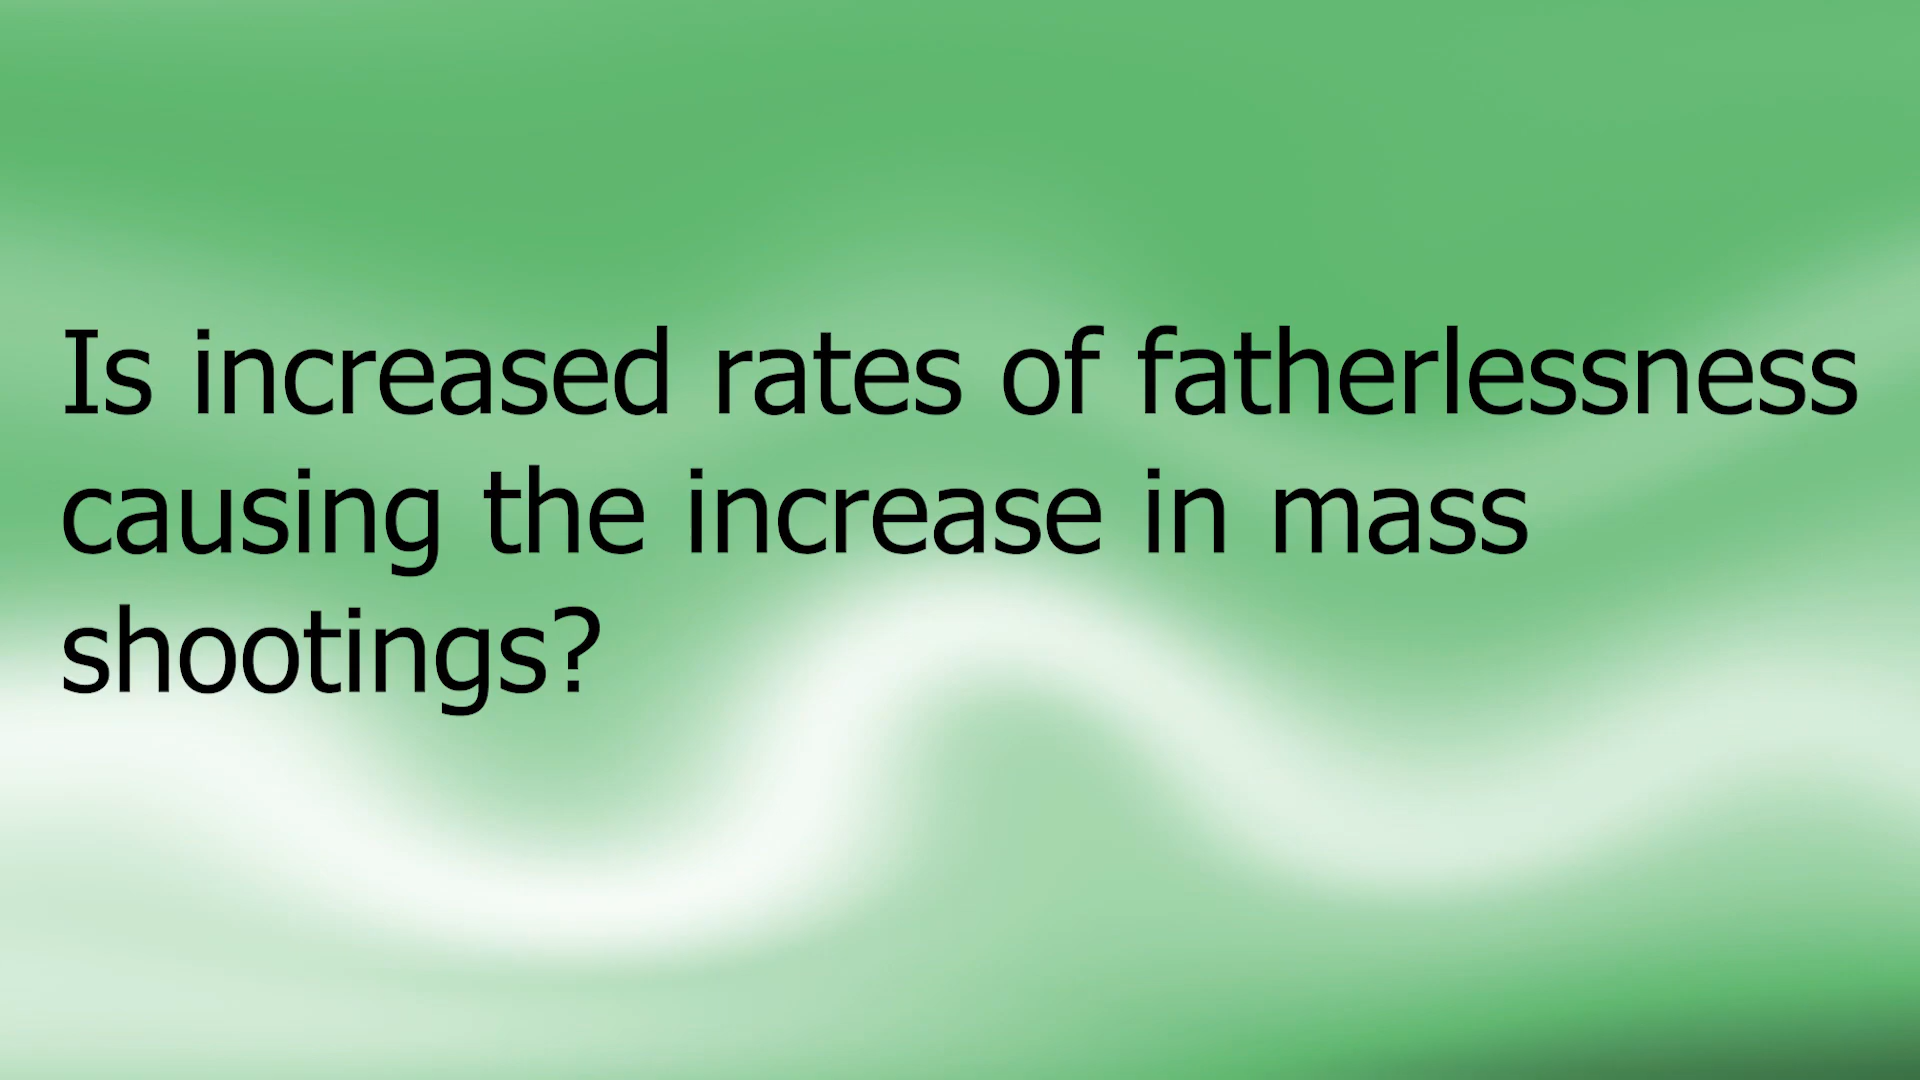 Is increased rates of fatherlessness
causing the increase in mass
shootings?